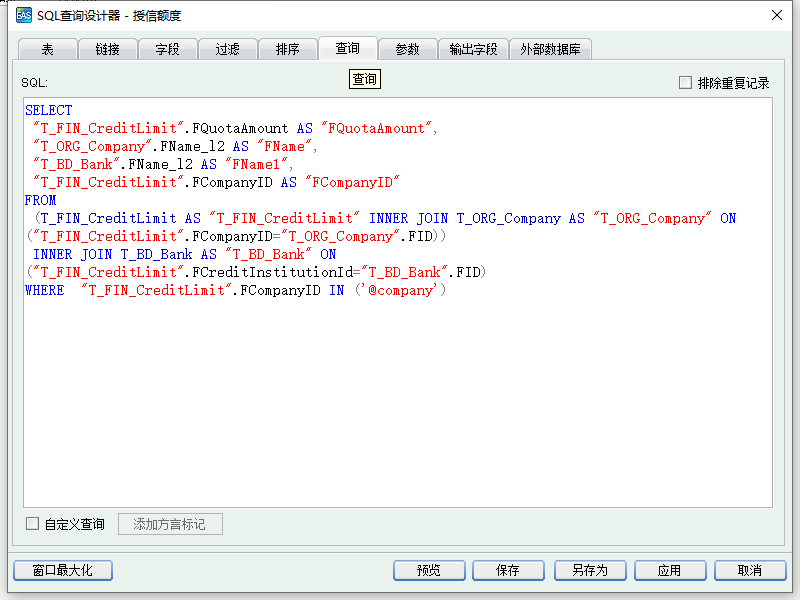 EAS SQL查询设计器 - 授信额度
表 链接 字段 过滤 排序 查询 参数 输出字段 外部数据库
SQL: 查询 排除重复记录
SELECT
"T_FIN_CreditLimit".FQuotaAmount AS "FQuotaAmount",
"T_ORG_Company".FName_l2 AS "FName",
"T_BD_Bank".FName_l2 AS "FName1",
"T_FIN_CreditLimit".FCompanyID AS "FCompanyID"
FROM
(T_FIN_CreditLimit AS "T_FIN_CreditLimit" INNER JOIN T_ORG_Company AS "T_ORG_Company" ON
("T_FIN_CreditLimit".FCompanyID="T_ORG_Company".FID))
INNER JOIN T_BD_Bank AS "T_BD_Bank" ON
("T_FIN_CreditLimit".FCreditInstitutionId="T_BD_Bank".FID)
WHERE "T_FIN_CreditLimit".FCompanyID IN ('@company')
自定义查询 添加方言标记
窗口最大化 预览 保存 另存为 应用 取消